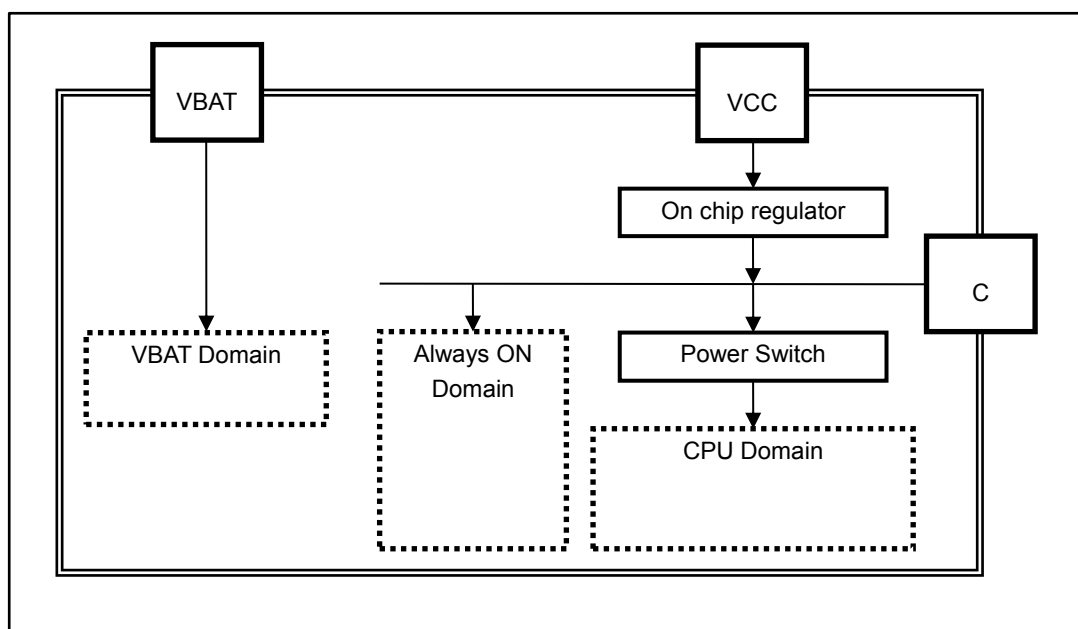 VBAT
VCC
On chip regulator
C
VBAT Domain
Always ON
Domain
Power Switch
CPU Domain